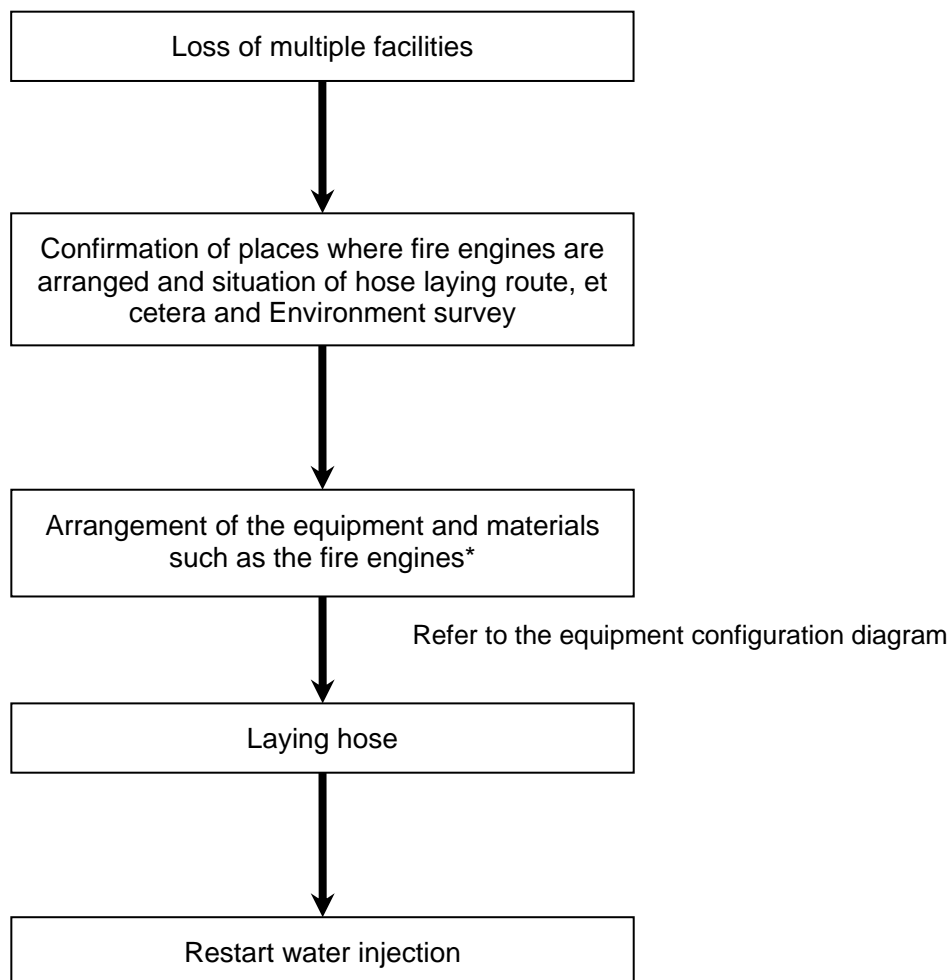 Loss of multiple facilities
Confirmation of places where fire engines are
arranged and situation of hose laying route, et
cetera and Environment survey
Arrangement of the equipment and materials
such as the fire engines*
Refer to the equipment configuration diagram
Laying hose
Restart water injection